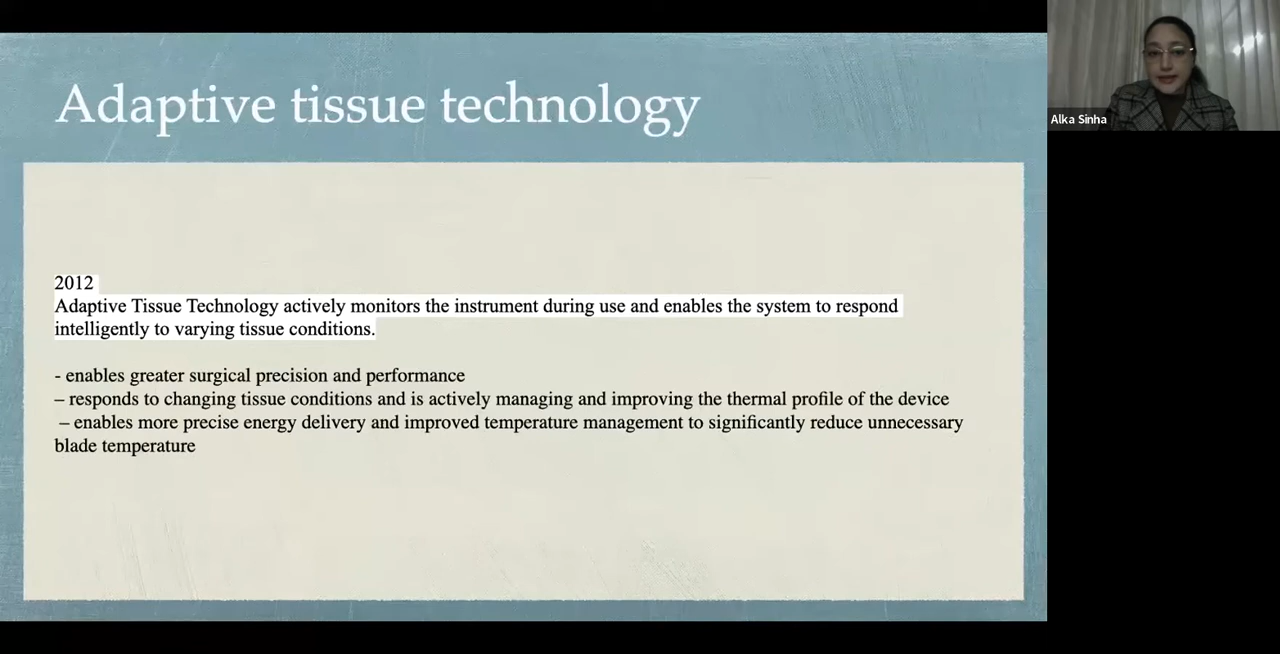 Adaptive tissue technology
Alka Sinha
2012
Adaptive Tissue Technology actively monitors the instrument during use and enables the system to respond
intelligently to varying tissue conditions.
- enables greater surgical precision and performance
– responds to changing tissue conditions and is actively managing and improving the thermal profile of the device
– enables more precise energy delivery and improved temperature management to significantly reduce unnecessary
blade temperature